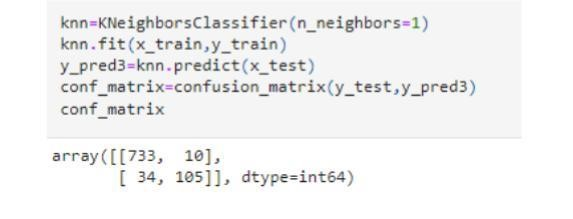 knn=KNeighborsClassifier(n_neighbors=1)
knn.fit(x_train,y_train)
y_pred3=knn.predict(x_test)
conf_matrix=confusion_matrix(y_test,y_pred3)
conf_matrix
array([[733,  10],
       [ 34, 105]], dtype=int64)